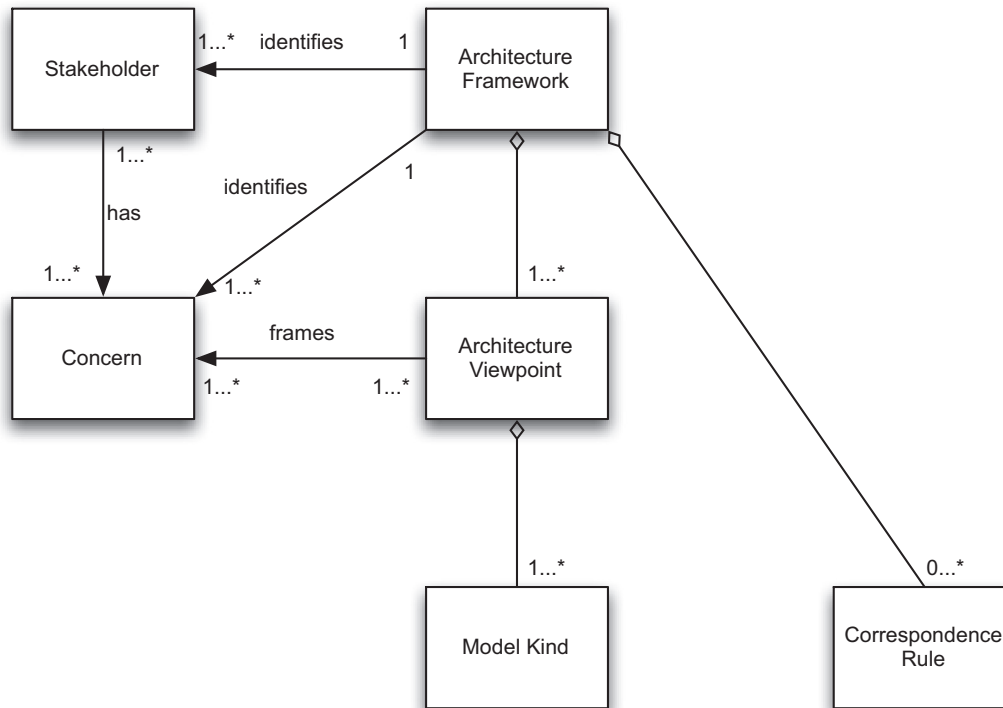 1...*
identifies
1
Stakeholder
Architecture
Framework
1...*
1
identifies
has
1...*
1...*
1...*
frames
Concern
Architecture
Viewpoint
1...*
1...*
1...*
0...*
Model Kind
Correspondence
Rule